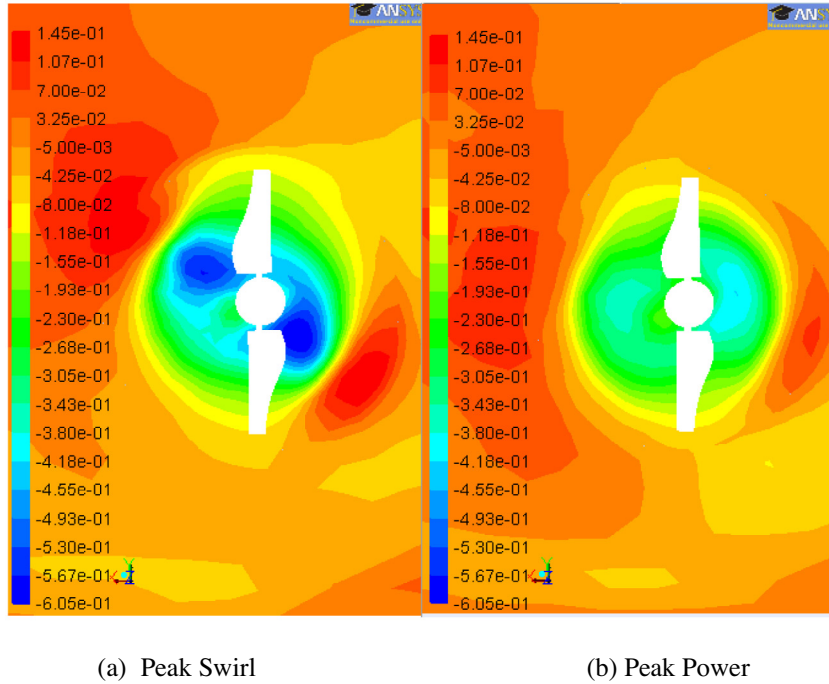 ANSYS
Noncommercial use only
1.45e-01
1.07e-01
7.00e-02
3.25e-02
-5.00e-03
-4.25e-02
-8.00e-02
-1.18e-01
-1.55e-01
-1.93e-01
-2.30e-01
-2.68e-01
-3.05e-01
-3.43e-01
-3.80e-01
-4.18e-01
-4.55e-01
-4.93e-01
-5.30e-01
-5.67e-01
-6.05e-01
X
Y
Z
(a) Peak Swirl
ANSYS
1.45e-01
1.07e-01
7.00e-02
3.25e-02
-5.00e-03
-4.25e-02
-8.00e-02
-1.18e-01
-1.55e-01
-1.93e-01
-2.30e-01
-2.68e-01
-3.05e-01
-3.43e-01
-3.80e-01
-4.18e-01
-4.55e-01
-4.93e-01
-5.30e-01
-5.67e-01
-6.05e-01
X
Y
Z
(b) Peak Power